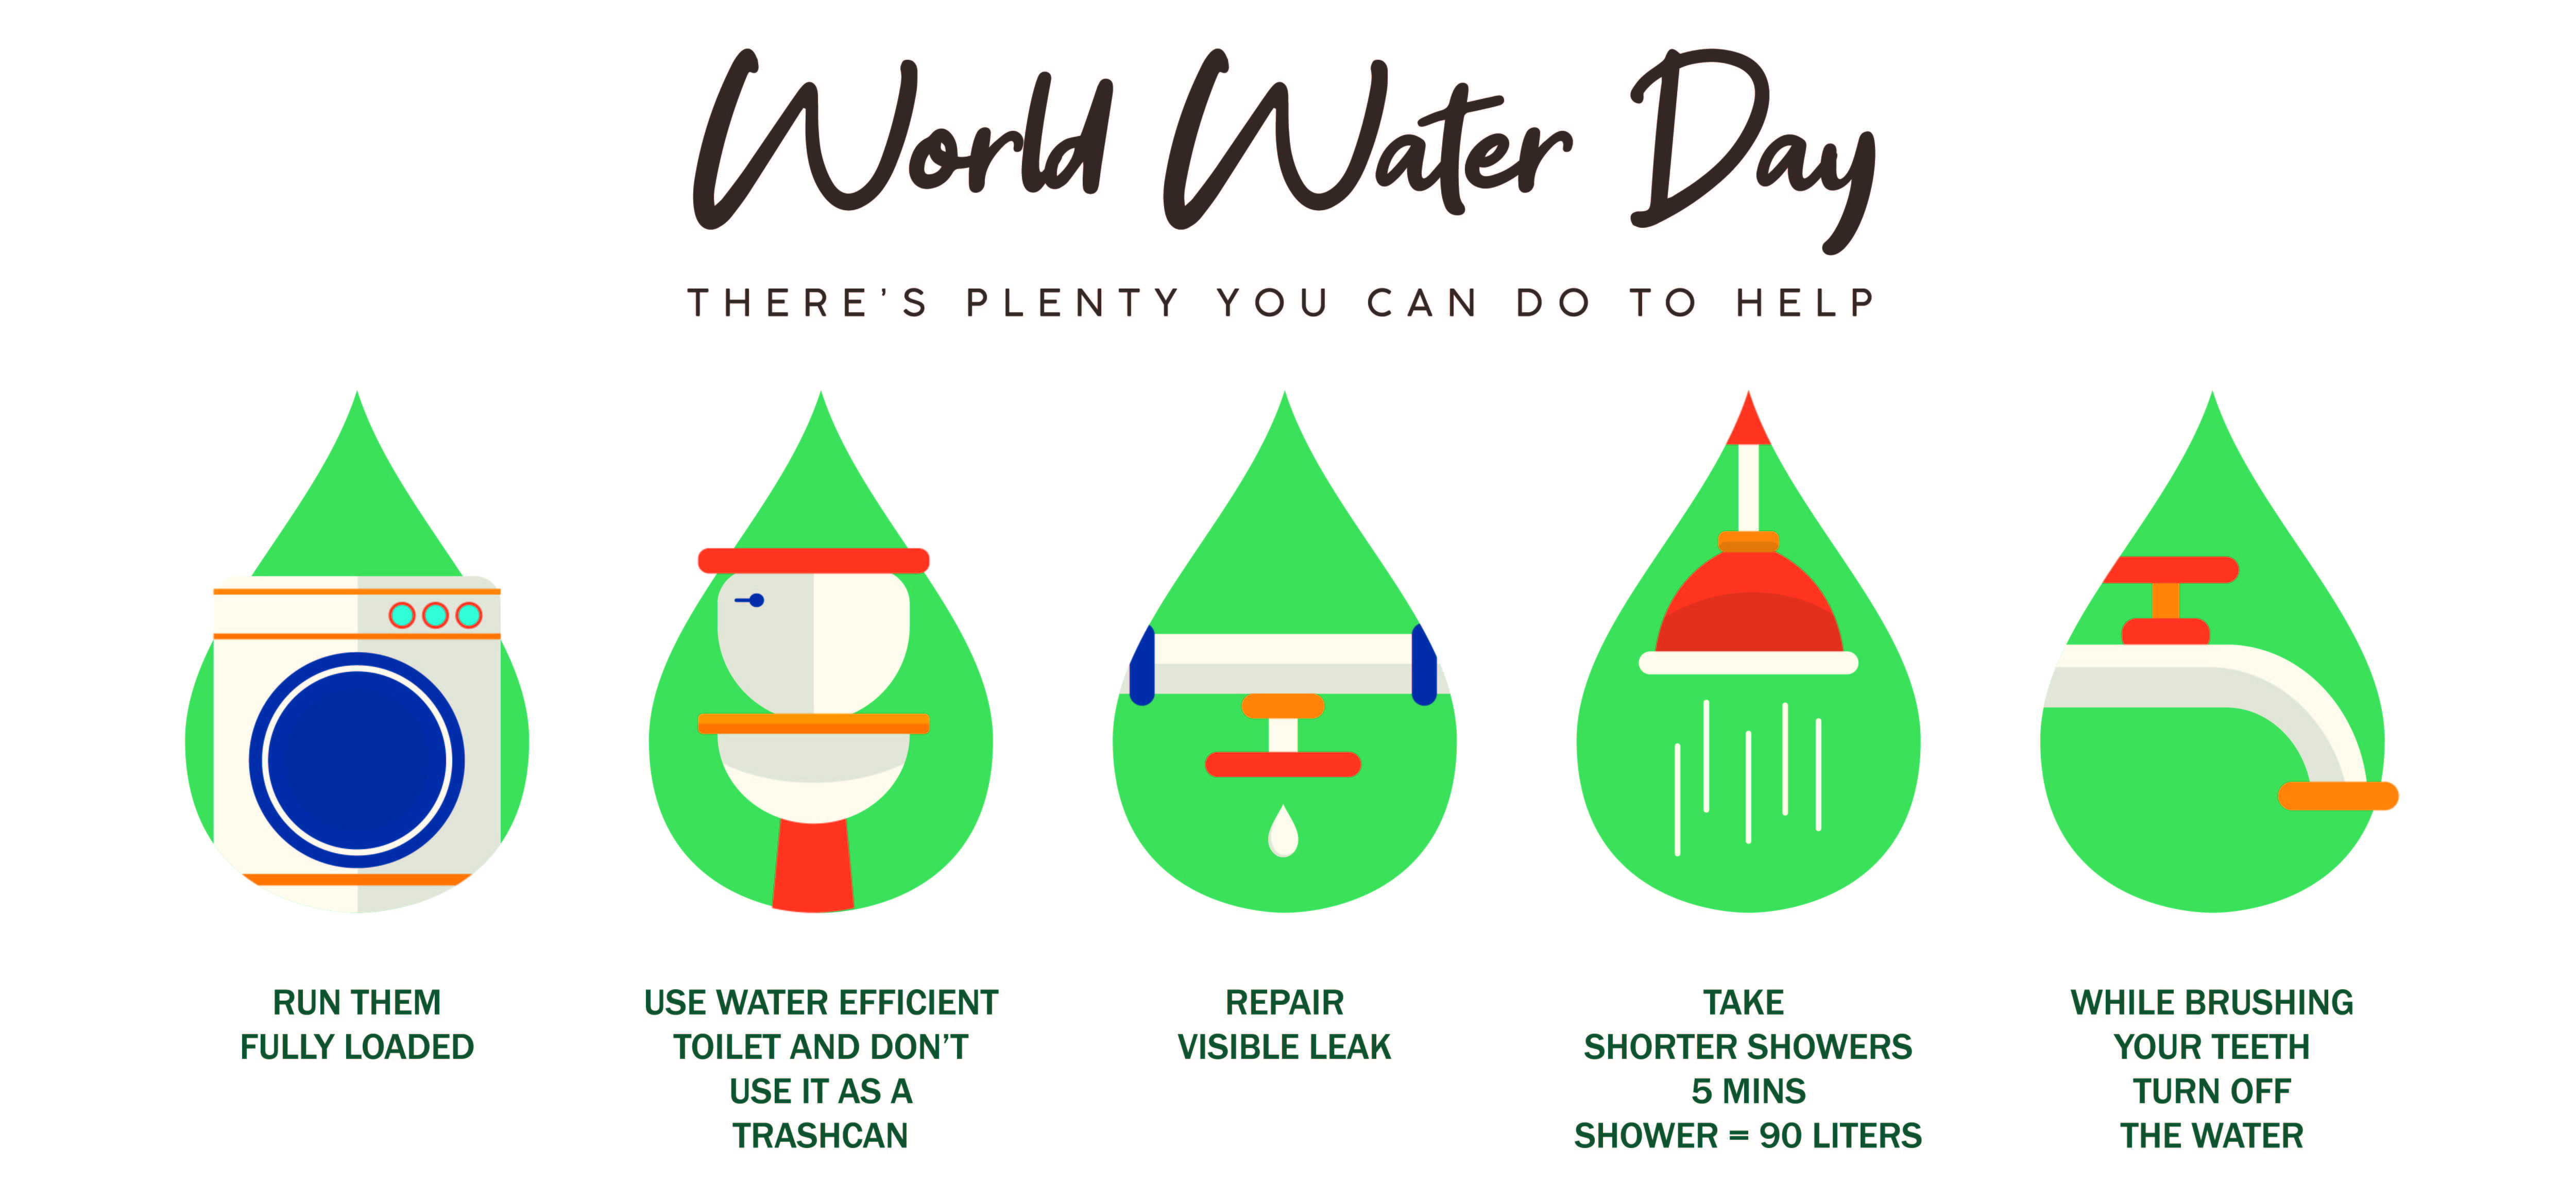 World Water Day
THERE'S PLENTY YOU CAN DO TO HELP
RUN THEM
FULLY LOADED
USE WATER EFFICIENT
TOILET AND DON'T
USE IT AS A
TRASHCAN
REPAIR
VISIBLE LEAK
TAKE
SHORTER SHOWERS
5 MINS
SHOWER = 90 LITERS
WHILE BRUSHING
YOUR TEETH
TURN OFF
THE WATER